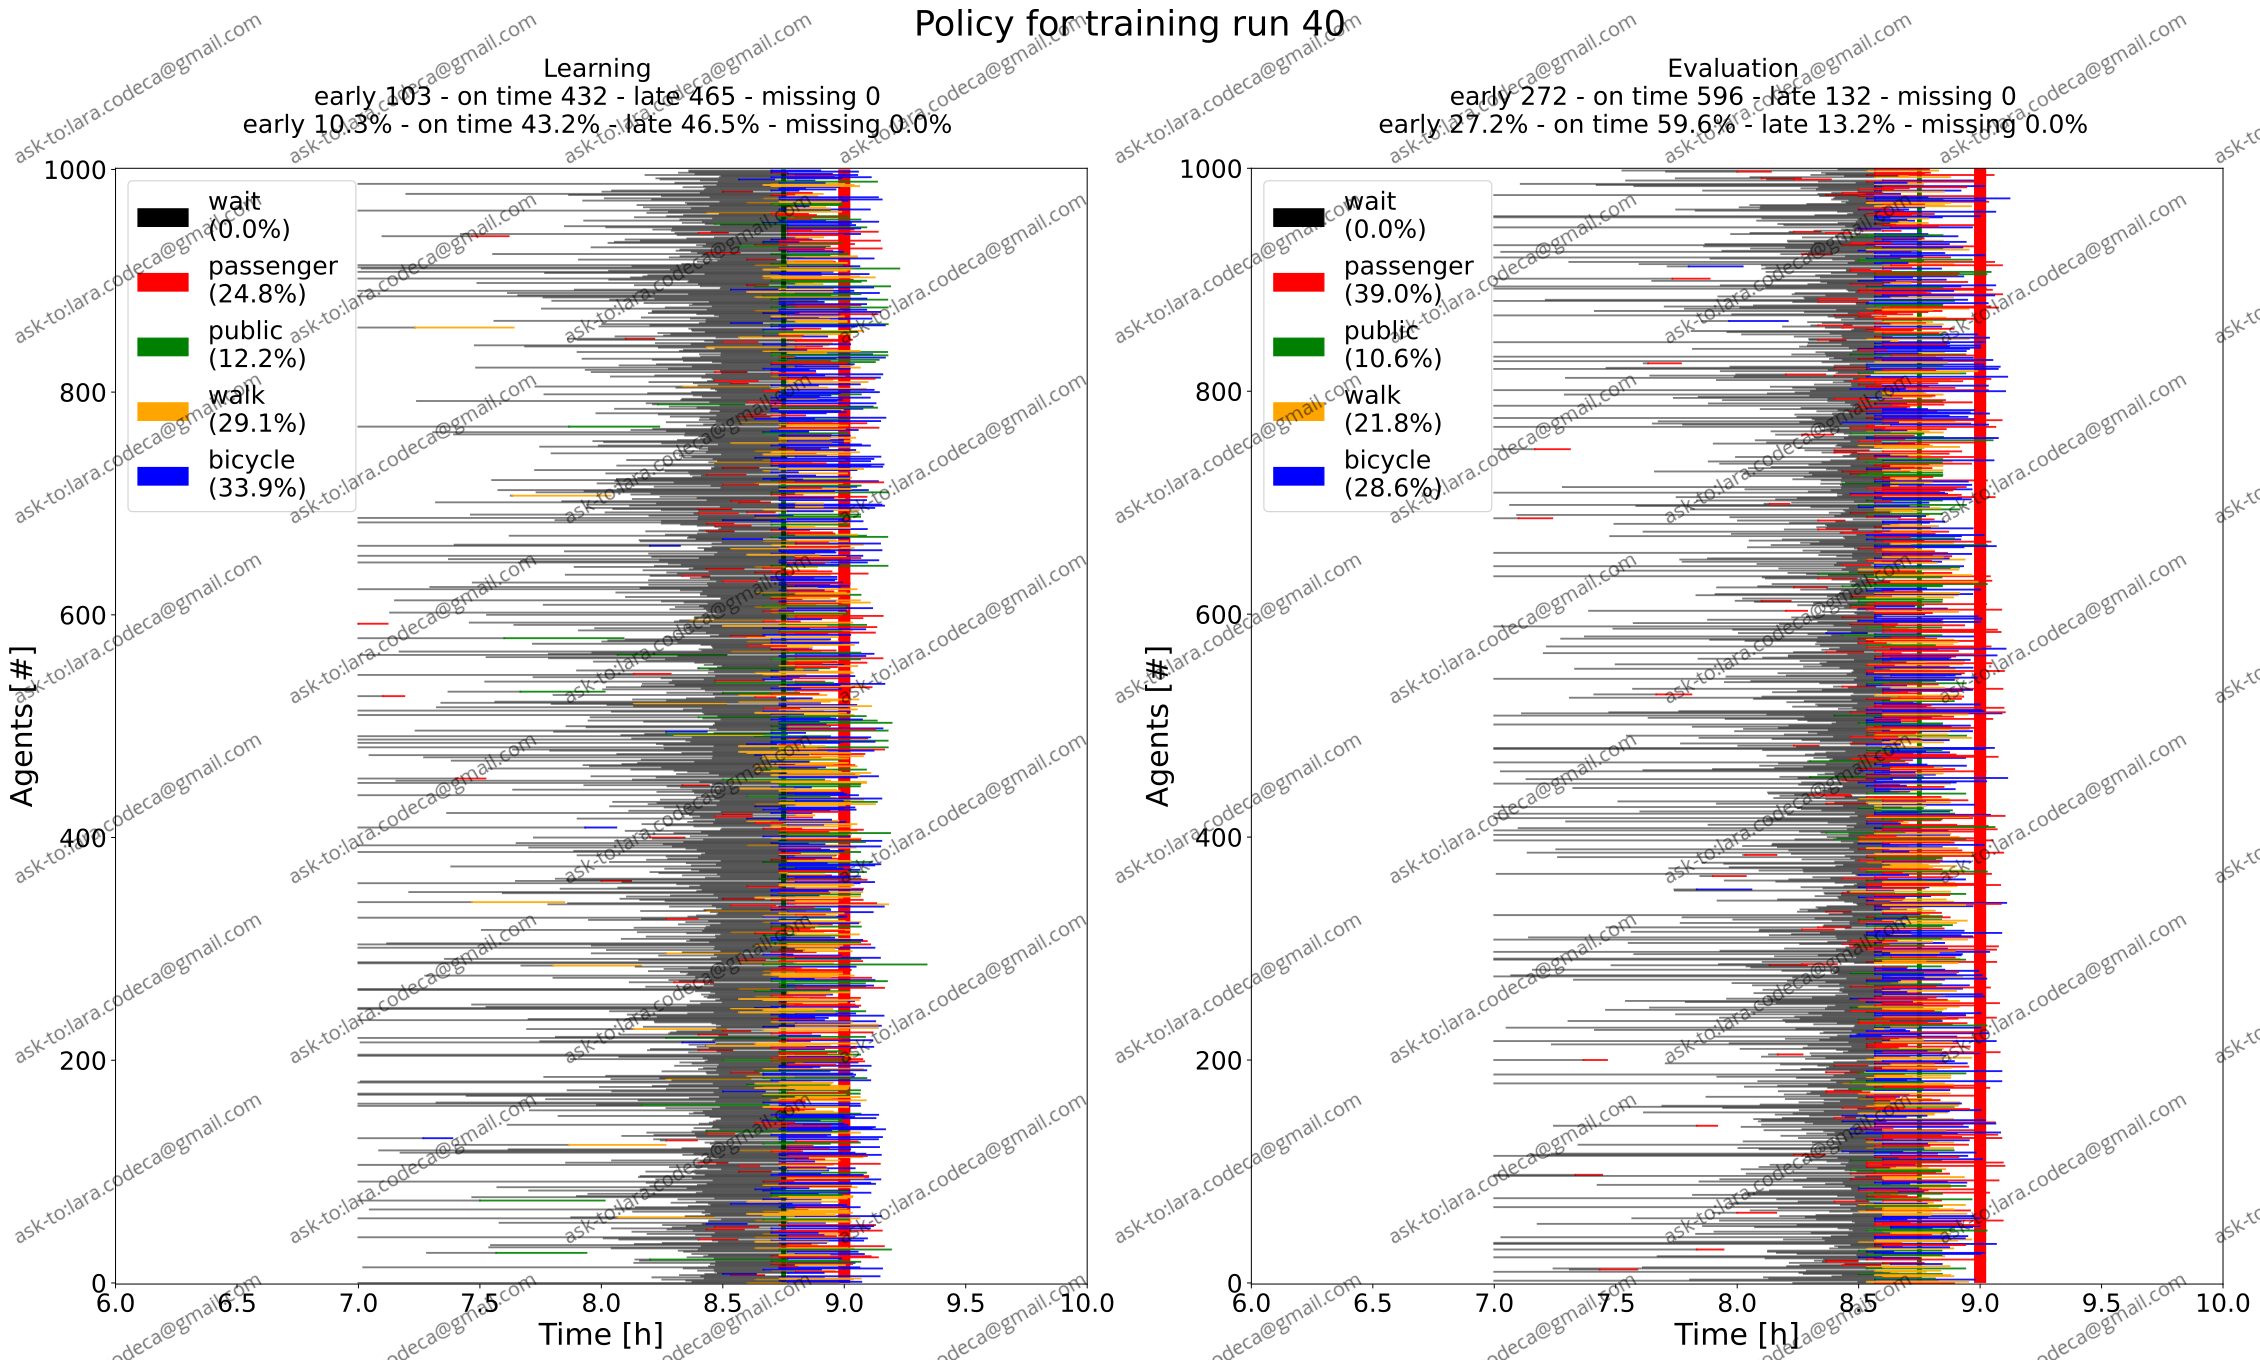 Policy for training run 40
Learning
early 103 - on time 432 - late 465 - missing 0
early 10.3% - on time 43.2% - late 46.5% - missing 0.0%
1000
800
600
400
200
0
Agents [#]
wait
(0.0%)
passenger
(24.8%)
public
(12.2%)
walk
(29.1%)
bicycle
(33.9%)
6.0 6.5 7.0 7.5 8.0 8.5 9.0 9.5 10.0
Time [h]
Evaluation
early 272 - on time 596 - late 132 - missing 0
early 27.2% - on time 59.6% - late 13.2% - missing 0.0%
1000
800
600
400
200
0
Agents [#]
wait
(0.0%)
passenger
(39.0%)
public
(10.6%)
walk
(21.8%)
bicycle
(28.6%)
6.0 6.5 7.0 7.5 8.0 8.5 9.0 9.5 10.0
Time [h]
ask-to:lara.codeca@gmail.com